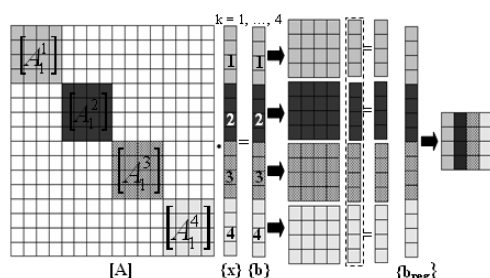 k = 1, ..., 4
[A₁¹]
[A₁²]
[A₁³]
[A₁⁴]
1
2
3
4
.
=
1
2
3
4
=
=
=
=
[A] {x} {b} {b_reg}